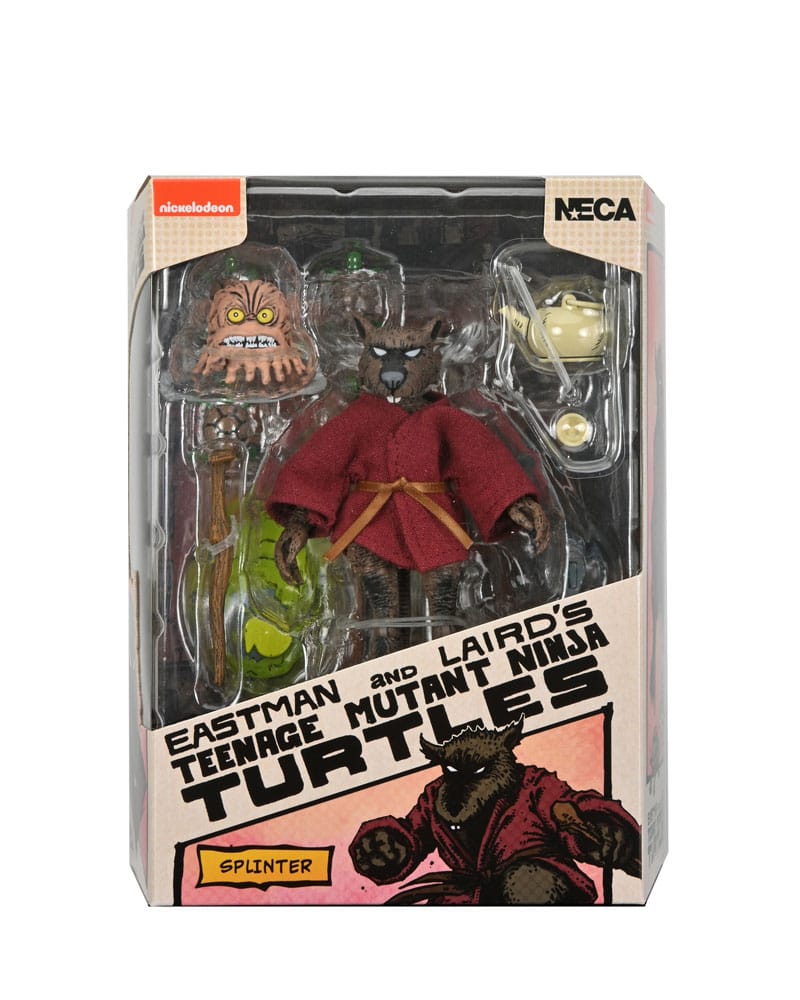 nickelodeon
NECA
EASTMAN AND LAIRD'S
TEENAGE MUTANT NINJA
TURTLES
SPLINTER